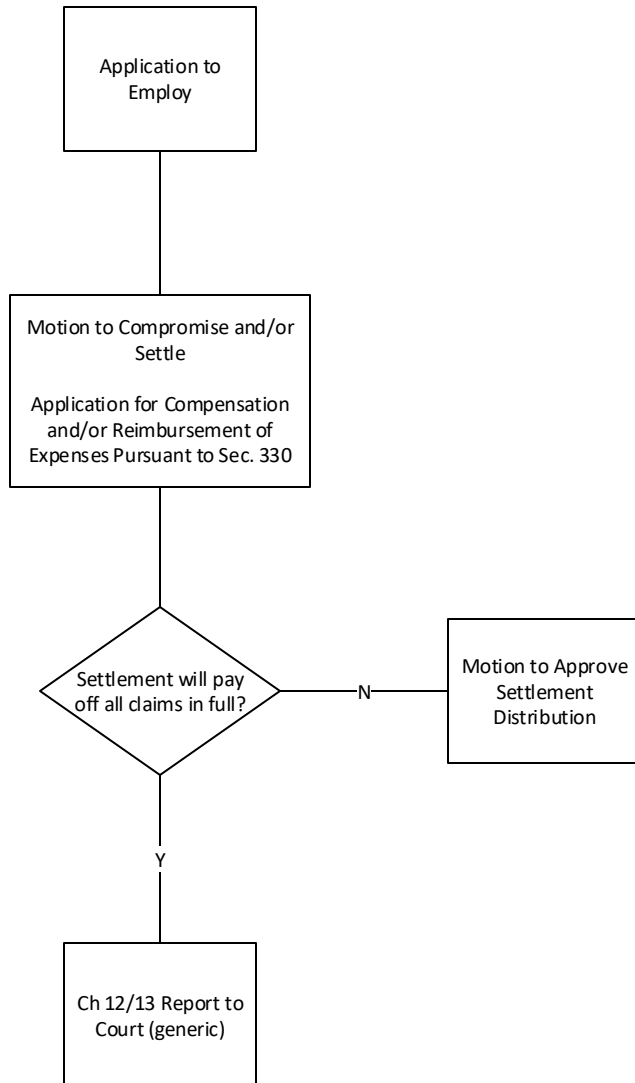 Application to
Employ
Motion to Compromise and/or
Settle
Application for Compensation
and/or Reimbursement of
Expenses Pursuant to Sec. 330
Settlement will pay
off all claims in full?
N
Motion to Approve
Settlement
Distribution
Y
Ch 12/13 Report to
Court (generic)